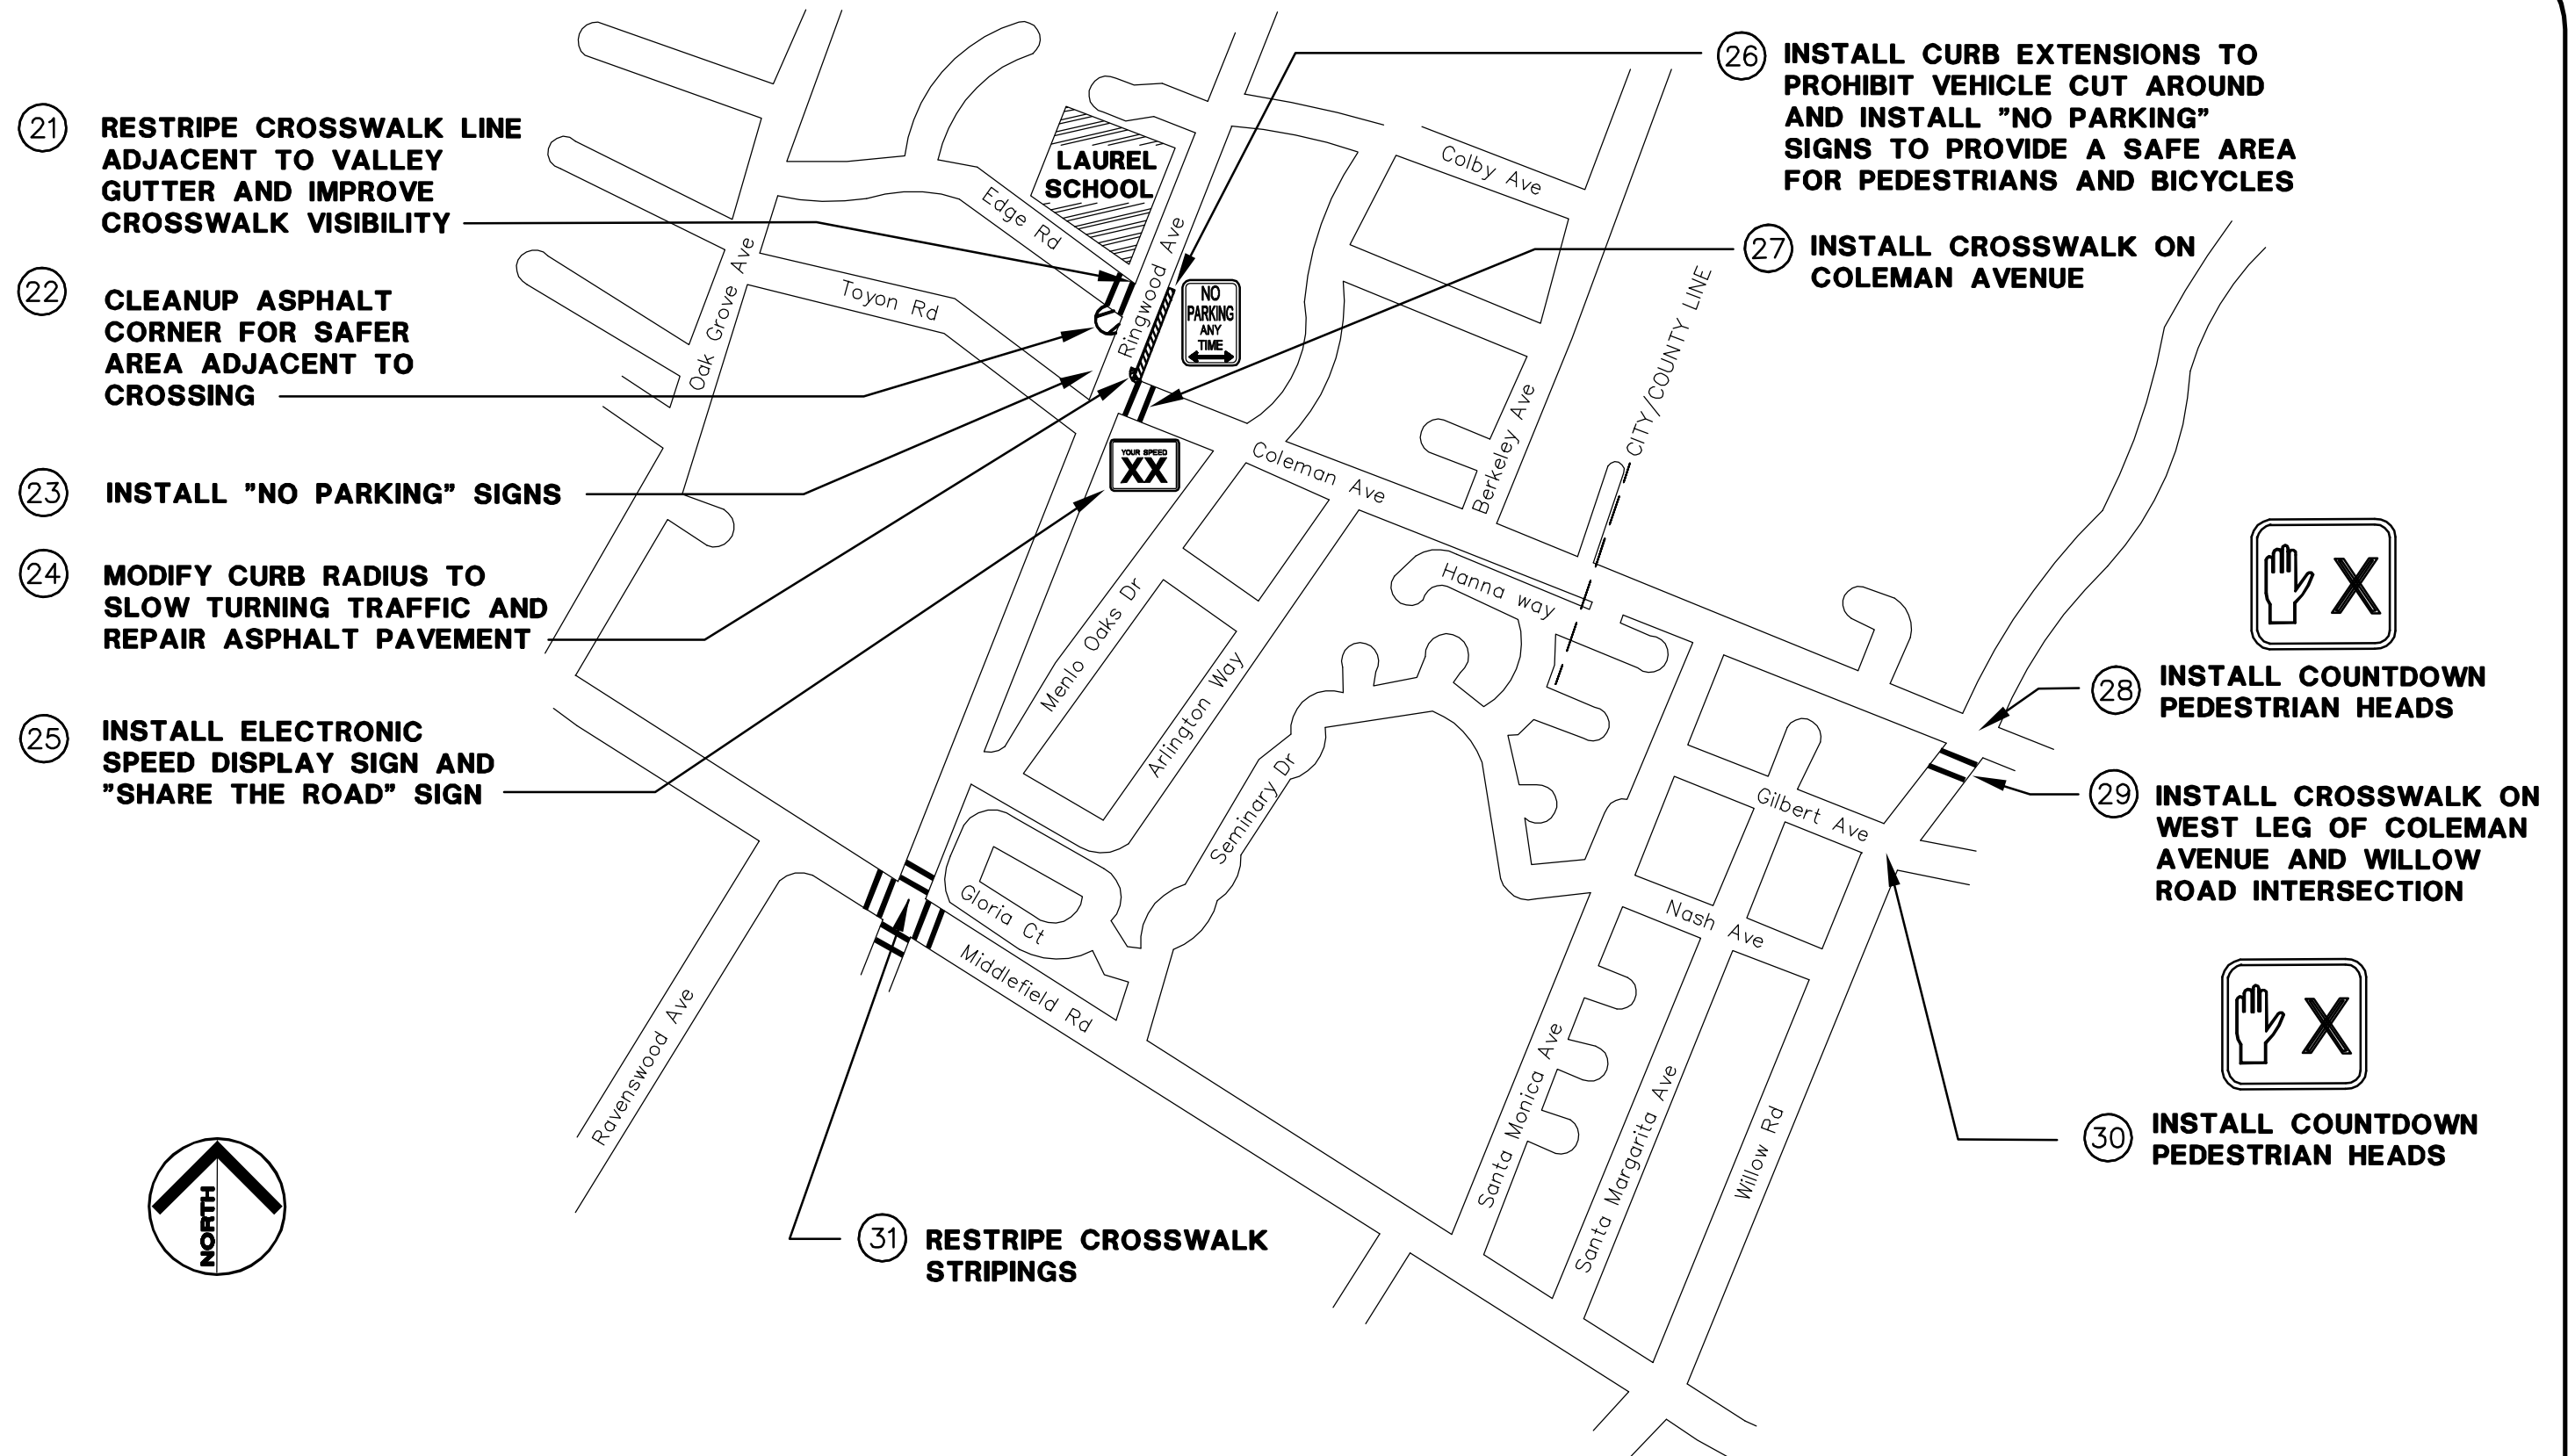 21
RESTRIPE CROSSWALK LINE
ADJACENT TO VALLEY
GUTTER AND IMPROVE
CROSSWALK VISIBILITY
22
CLEANUP ASPHALT
CORNER FOR SAFER
AREA ADJACENT TO
CROSSING
23
INSTALL "NO PARKING" SIGNS
24
MODIFY CURB RADIUS TO
SLOW TURNING TRAFFIC AND
REPAIR ASPHALT PAVEMENT
25
INSTALL ELECTRONIC
SPEED DISPLAY SIGN AND
"SHARE THE ROAD" SIGN
26
INSTALL CURB EXTENSIONS TO
PROHIBIT VEHICLE CUT AROUND
AND INSTALL "NO PARKING"
SIGNS TO PROVIDE A SAFE AREA
FOR PEDESTRIANS AND BICYCLES
27
INSTALL CROSSWALK ON
COLEMAN AVENUE
28
INSTALL COUNTDOWN
PEDESTRIAN HEADS
29
INSTALL CROSSWALK ON
WEST LEG OF COLEMAN
AVENUE AND WILLOW
ROAD INTERSECTION
30
INSTALL COUNTDOWN
PEDESTRIAN HEADS
31
RESTRIPE CROSSWALK
STRIPINGS
LAUREL
SCHOOL
Edge Rd
Ringwood Ave
Colby Ave
Oak Grove Ave
Toyon Rd
NO
PARKING
ANY
TIME
YOUR SPEED
XX
Coleman Ave
Berkeley Ave
CITY/COUNTY LINE
Hanna way
Menlo Oaks Dr
Arlington Way
Seminary Dr
Gilbert Ave
Nash Ave
Gloria Ct
Middlefield Rd
Ravenswood Ave
Santa Monica Ave
Santa Margarita Ave
Willow Rd
X
X
NORTH